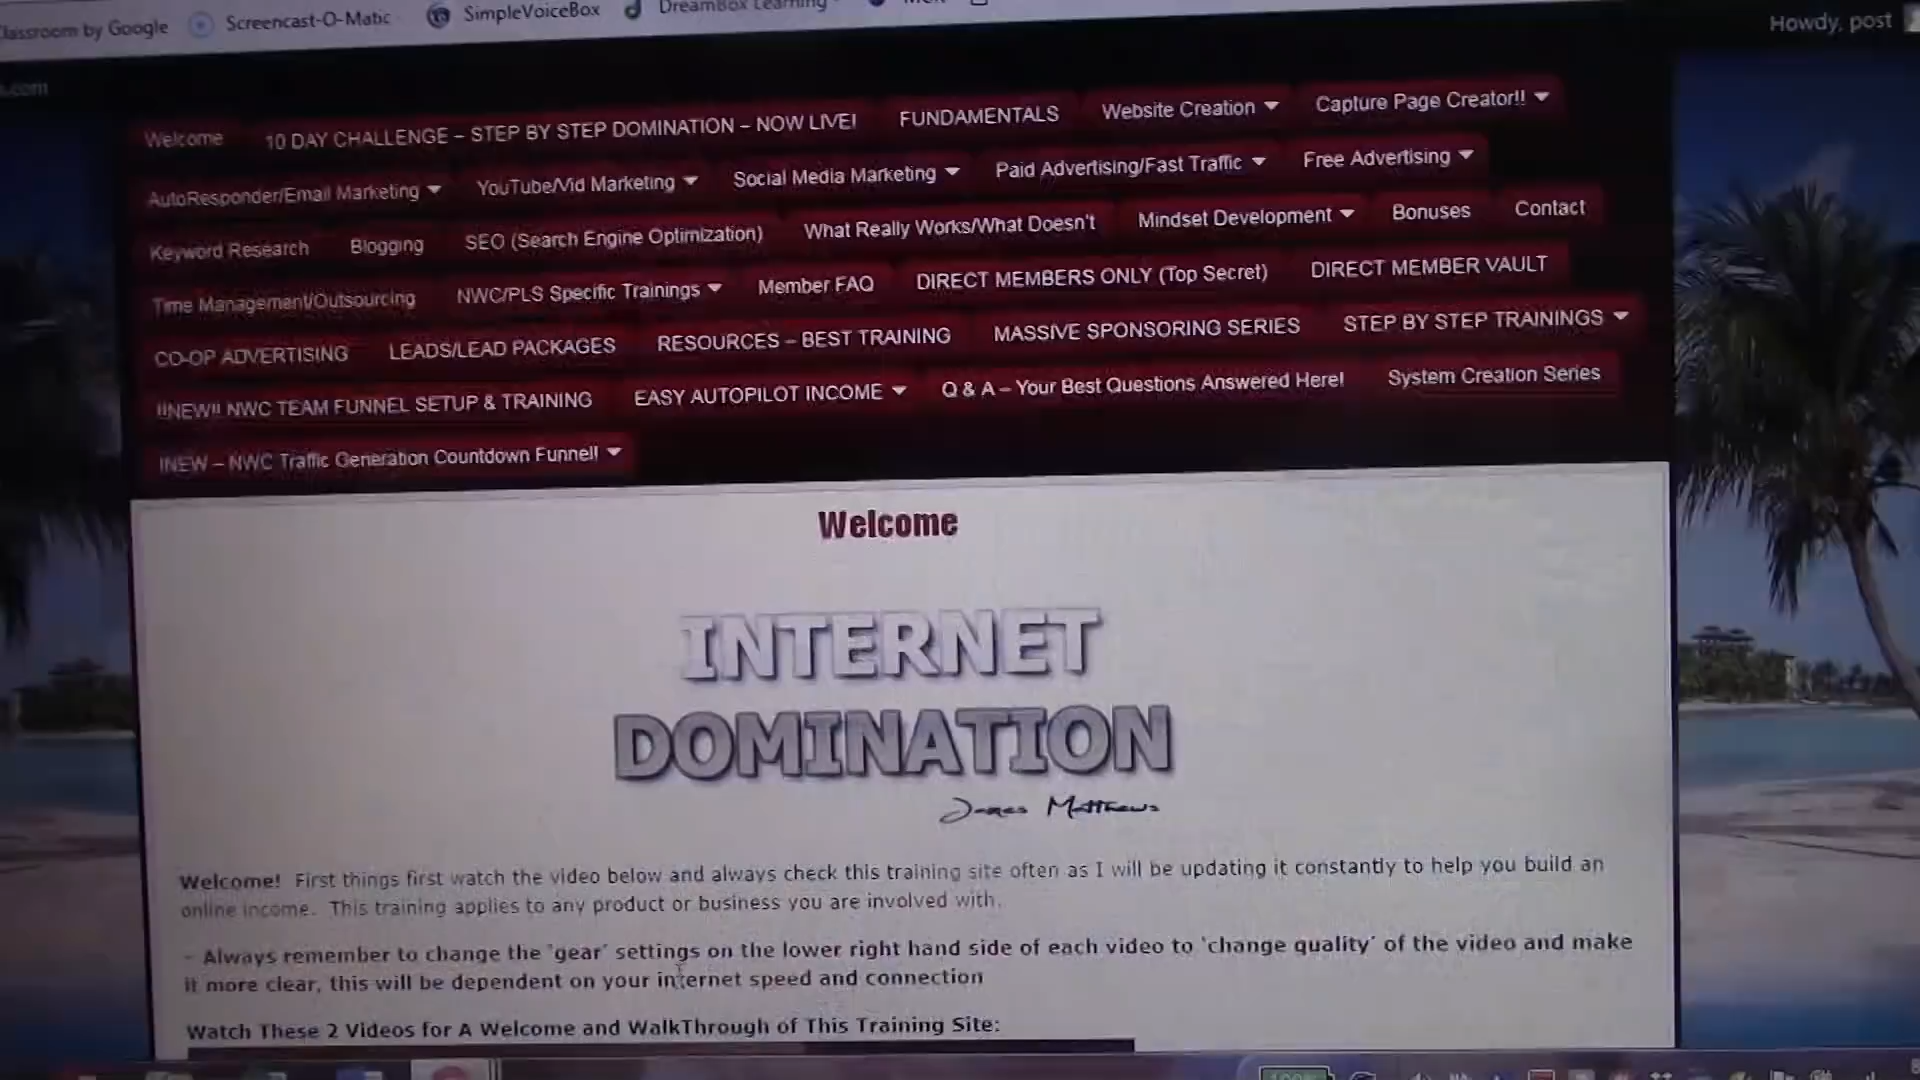 Classroom by Google Screencast-O-Matic SimpleVoiceBox DreamBox Learning
Howdy, post
.com
Welcome 10 DAY CHALLENGE – STEP BY STEP DOMINATION – NOW LIVE! FUNDAMENTALS Website Creation Capture Page Creator!!
AutoResponder/Email Marketing YouTube/Vid Marketing Social Media Marketing Paid Advertising/Fast Traffic Free Advertising
Keyword Research Blogging SEO (Search Engine Optimization) What Really Works/What Doesn't Mindset Development Bonuses Contact
Time Management/Outsourcing NWC/PLS Specific Trainings Member FAQ DIRECT MEMBERS ONLY (Top Secret) DIRECT MEMBER VAULT
CO-OP ADVERTISING LEADS/LEAD PACKAGES RESOURCES – BEST TRAINING MASSIVE SPONSORING SERIES STEP BY STEP TRAININGS
!!NEW!! NWC TEAM FUNNEL SETUP & TRAINING EASY AUTOPILOT INCOME Q & A – Your Best Questions Answered Here! System Creation Series
!NEW – NWC Traffic Generation Countdown Funnel!
Welcome
INTERNET
DOMINATION
James Matthews
Welcome! First things first watch the video below and always check this training site often as I will be updating it constantly to help you build an
online income. This training applies to any product or business you are involved with.
- Always remember to change the 'gear' settings on the lower right hand side of each video to 'change quality' of the video and make
it more clear, this will be dependent on your internet speed and connection
Watch These 2 Videos for A Welcome and WalkThrough of This Training Site:
100%